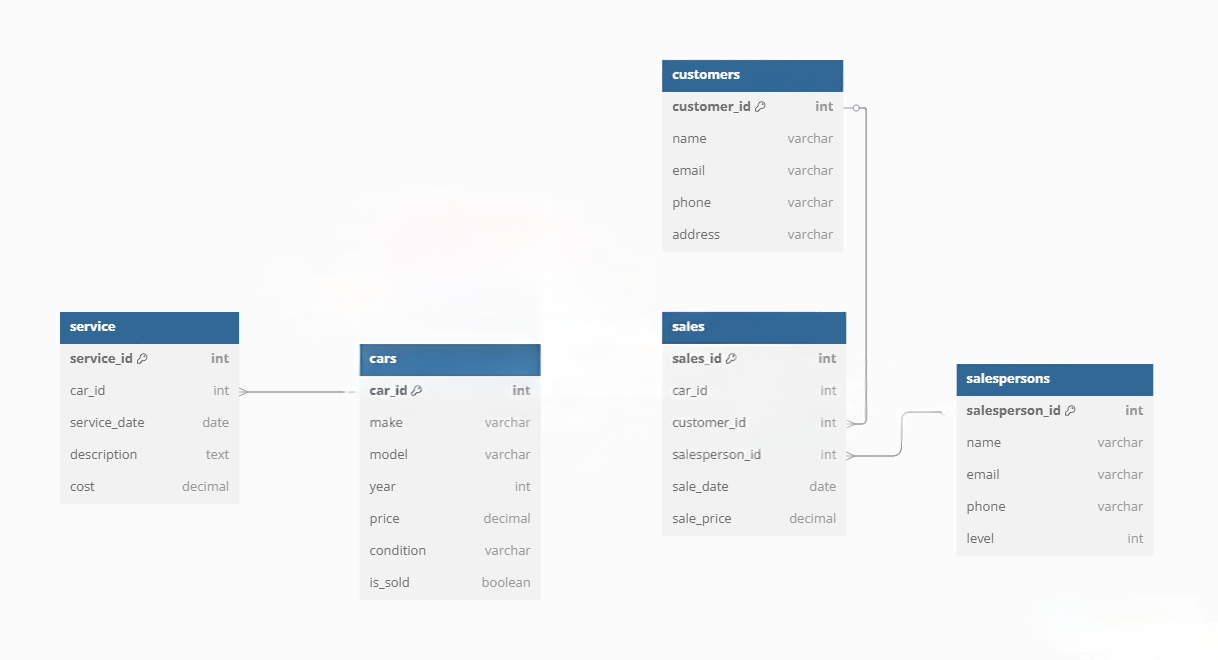 customers
customer_id int
name varchar
email varchar
phone varchar
address varchar
service
service_id int
car_id int
service_date date
description text
cost decimal
cars
car_id int
make varchar
model varchar
year int
price decimal
condition varchar
is_sold boolean
sales
sales_id int
car_id int
customer_id int
salesperson_id int
sale_date date
sale_price decimal
salespersons
salesperson_id int
name varchar
email varchar
phone varchar
level int